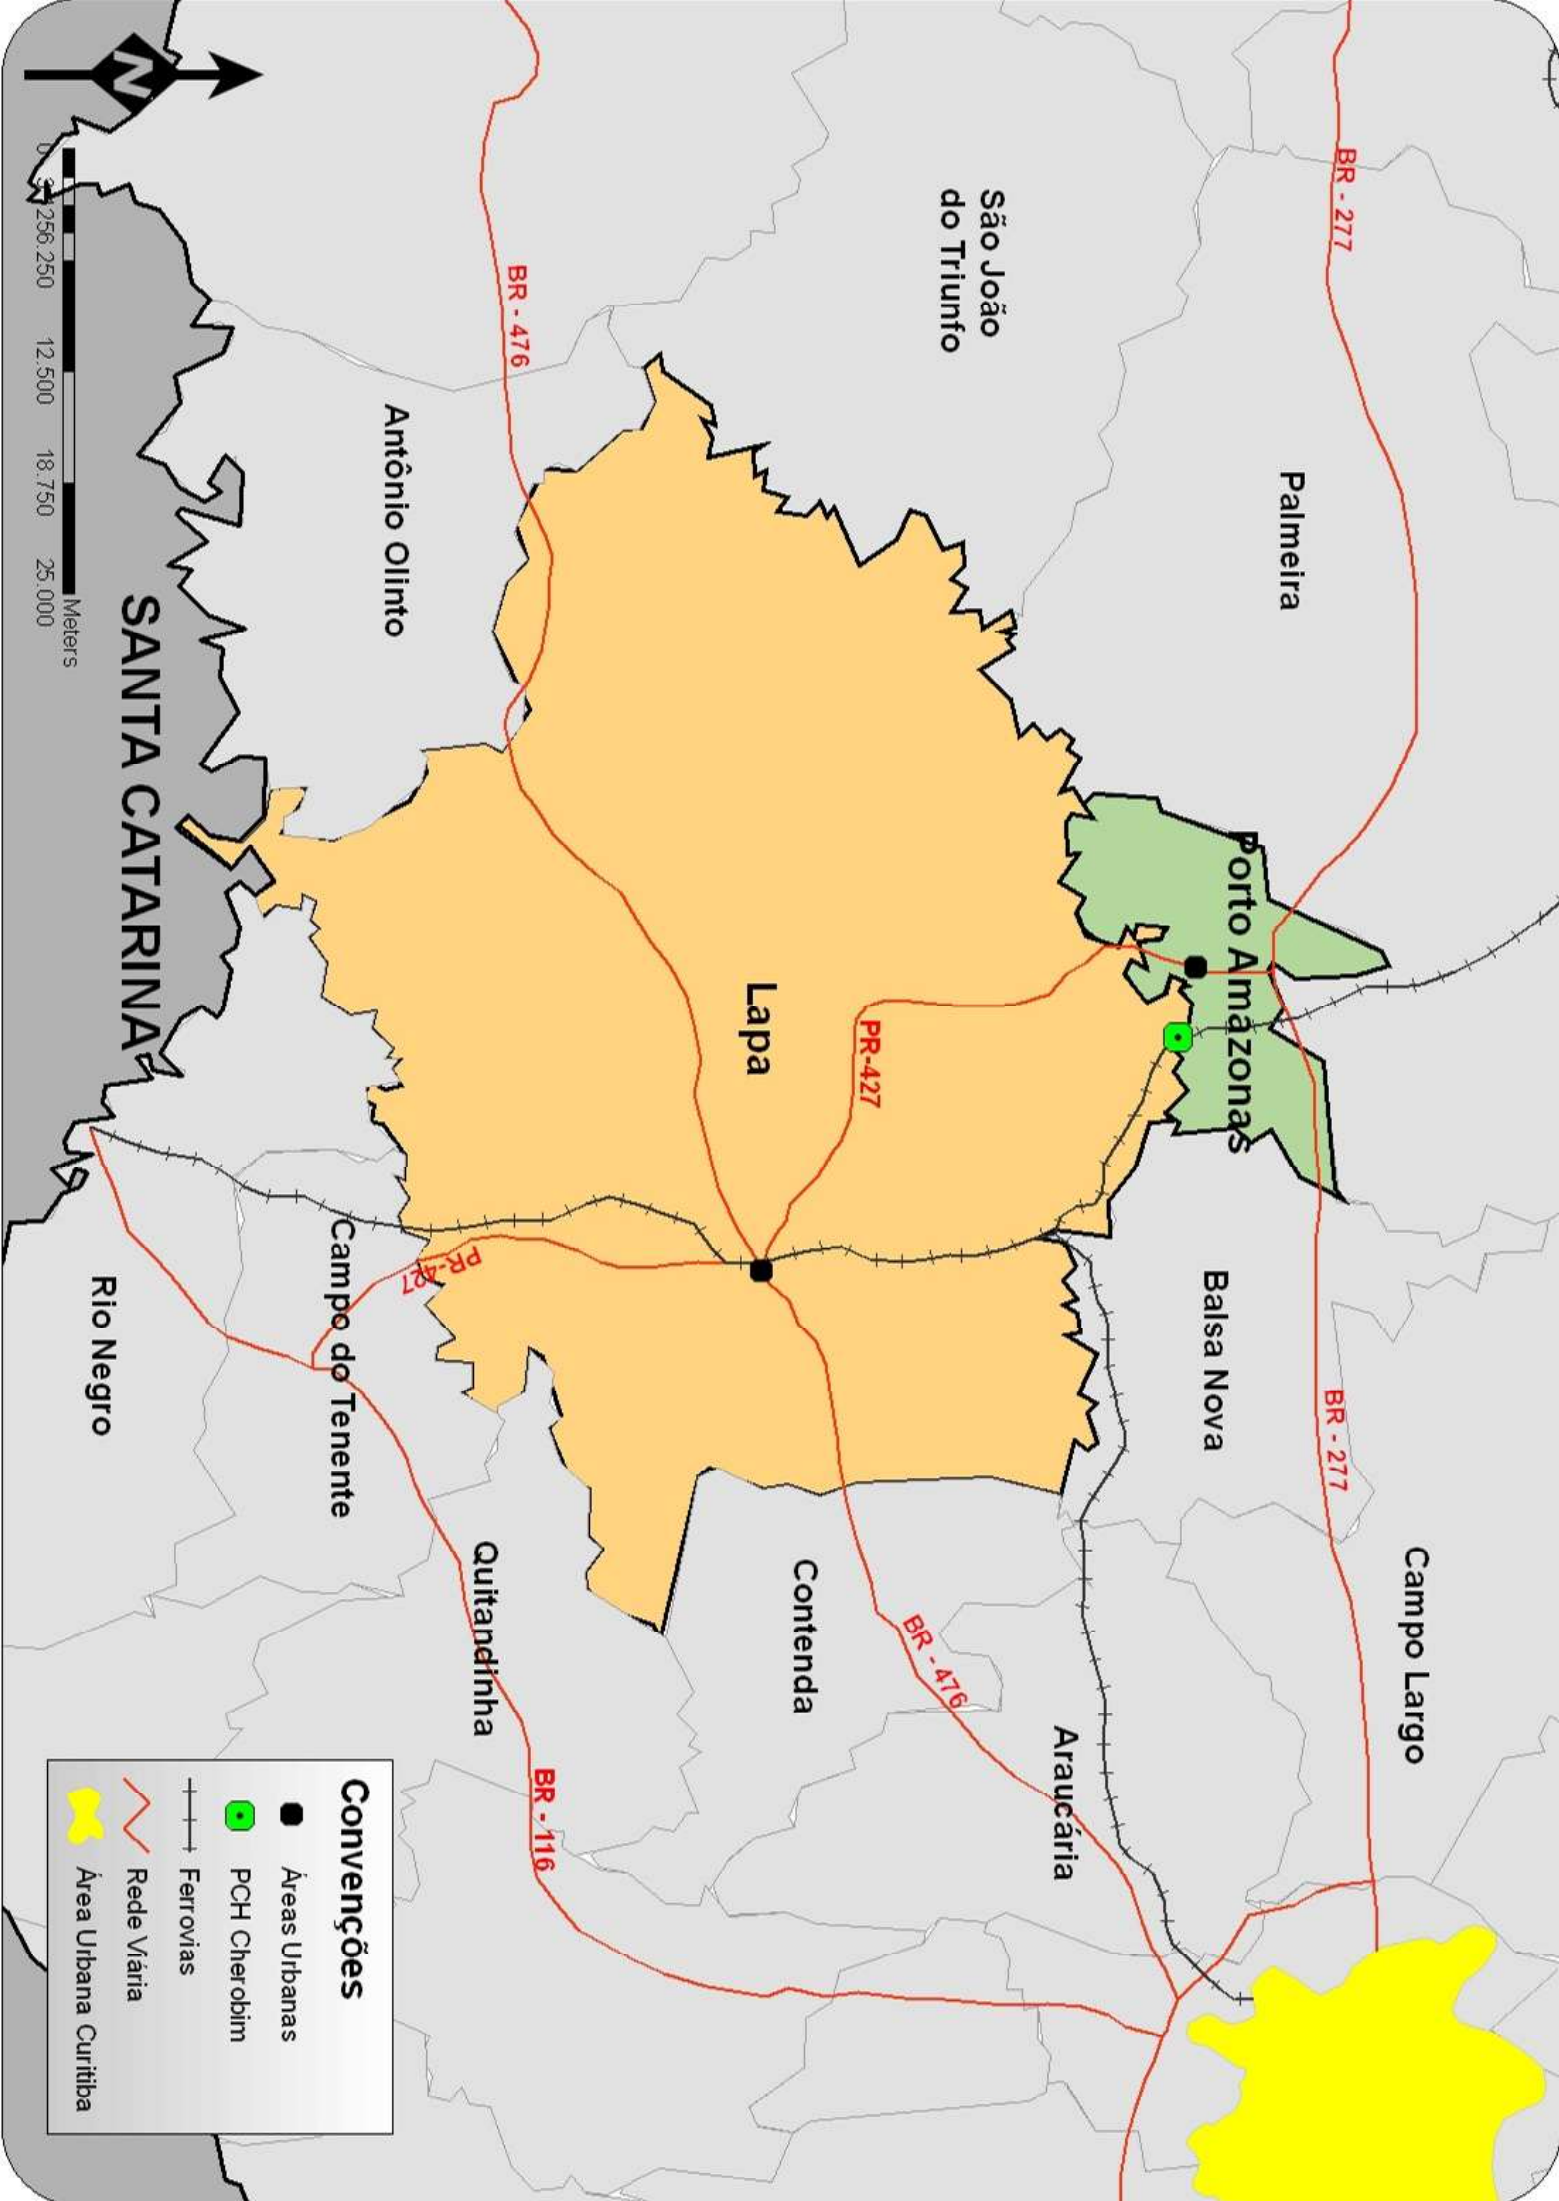 BR - 277
Campo Largo
BR - 277
Palmeira
Porto Amazonas
Balsa Nova
Araucária
São João
do Triunfo
BR - 476
PR-427
Contenda
Lapa
BR - 116
BR - 476
Quitandinha
PR-427
Antônio Olinto
Campo do Tenente
SANTA CATARINA
Rio Negro
N
12.500
18.750
25.000
Meters
Convenções
Áreas Urbanas
PCH Cherobim
Ferrovias
Rede Viária
Área Urbana Curitiba